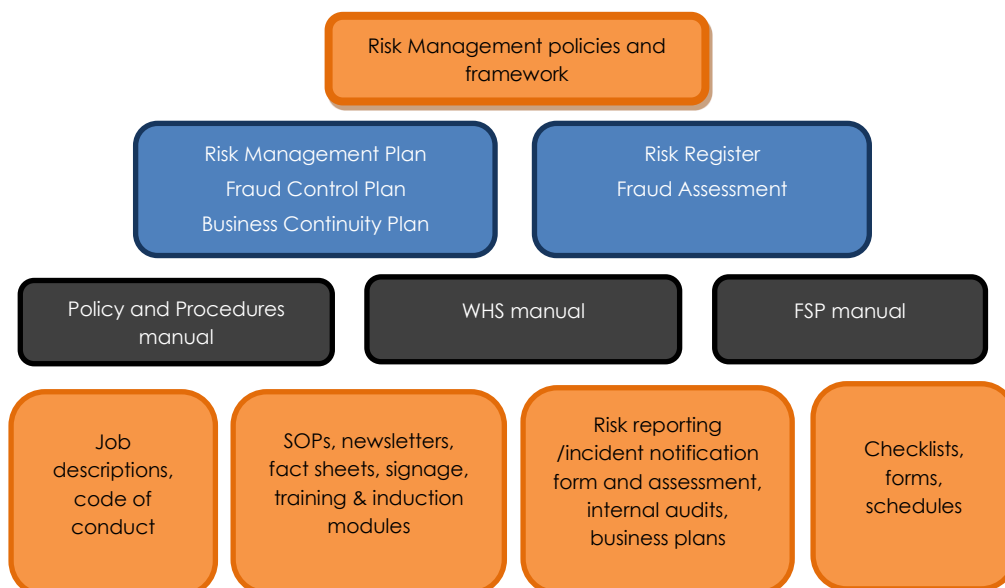 Risk Management policies and
framework
Risk Management Plan
Fraud Control Plan
Business Continuity Plan
Risk Register
Fraud Assessment
Policy and Procedures
manual
WHS manual
FSP manual
Job
descriptions,
code of
conduct
SOPs, newsletters,
fact sheets, signage,
training & induction
modules
Risk reporting
/incident notification
form and assessment,
internal audits,
business plans
Checklists,
forms,
schedules